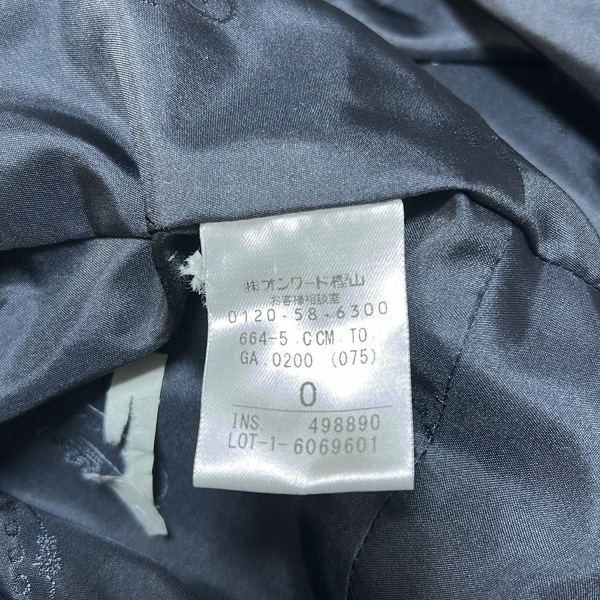 ㈱オンワード樫山
お客様相談室
0120-58-6300
664-5 .CCM.TO.
GA .0200 (075)
0
INS. 498890
LOT-1-6069601